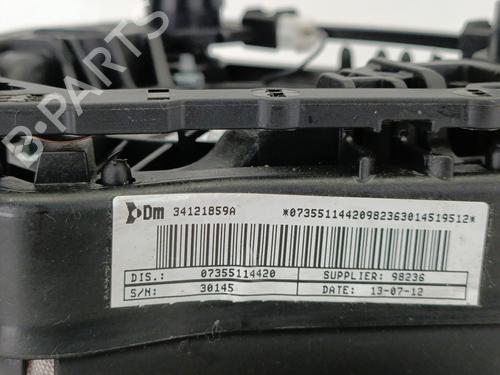 B-PARTS
Dm 34121859A *07355114420982363014519512*
DIS.: 07355114420 SUPPLIER: 98236
S/N: 30145 DATE: 13-07-12